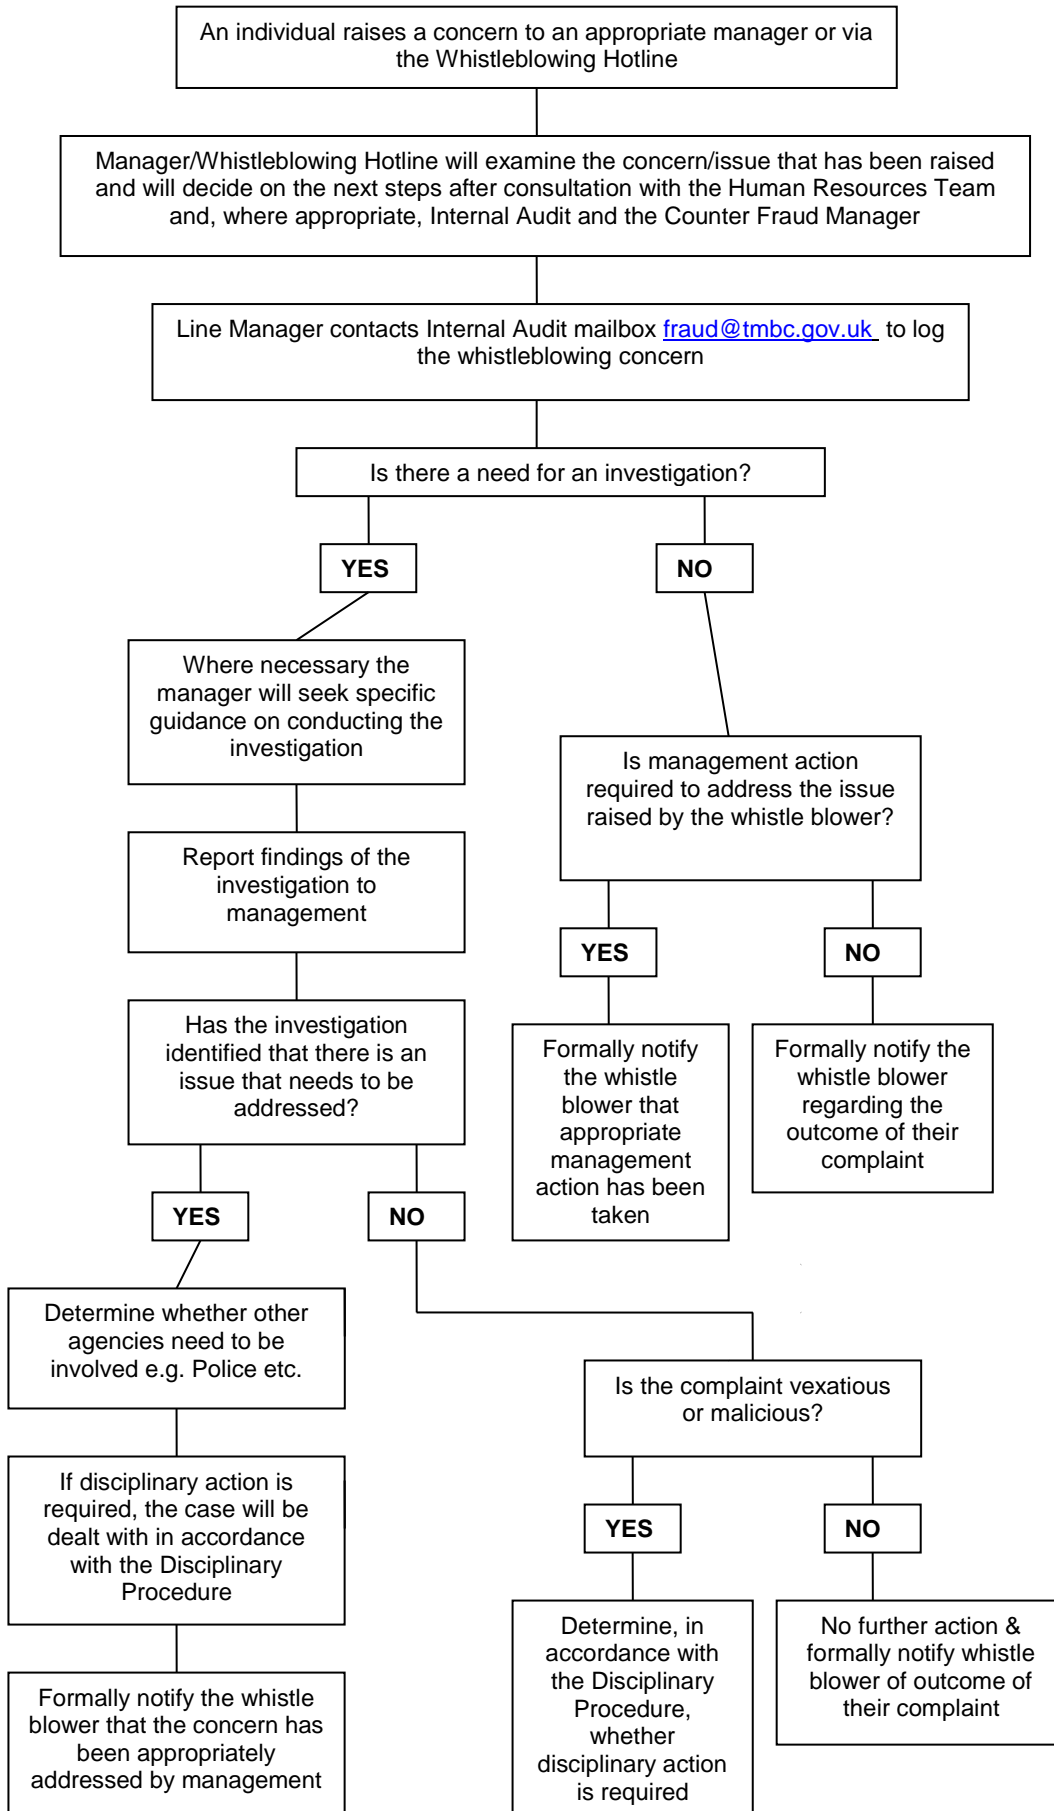 An individual raises a concern to an appropriate manager or via
the Whistleblowing Hotline
Manager/Whistleblowing Hotline will examine the concern/issue that has been raised
and will decide on the next steps after consultation with the Human Resources Team
and, where appropriate, Internal Audit and the Counter Fraud Manager
Line Manager contacts Internal Audit mailbox fraud@tmbc.gov.uk to log
the whistleblowing concern
Is there a need for an investigation?
YES
NO
Where necessary the
manager will seek specific
guidance on conducting the
investigation
Is management action
required to address the issue
raised by the whistle blower?
Report findings of the
investigation to
management
YES
NO
Has the investigation
identified that there is an
issue that needs to be
addressed?
Formally notify
the whistle
blower that
appropriate
management
action has been
taken
Formally notify the
whistle blower
regarding the
outcome of their
complaint
YES
NO
Determine whether other
agencies need to be
involved e.g. Police etc.
Is the complaint vexatious
or malicious?
If disciplinary action is
required, the case will be
dealt with in accordance
with the Disciplinary
Procedure
YES
NO
Formally notify the whistle
blower that the concern has
been appropriately
addressed by management
Determine, in
accordance with
the Disciplinary
Procedure,
whether
disciplinary action
is required
No further action &
formally notify whistle
blower of outcome of
their complaint